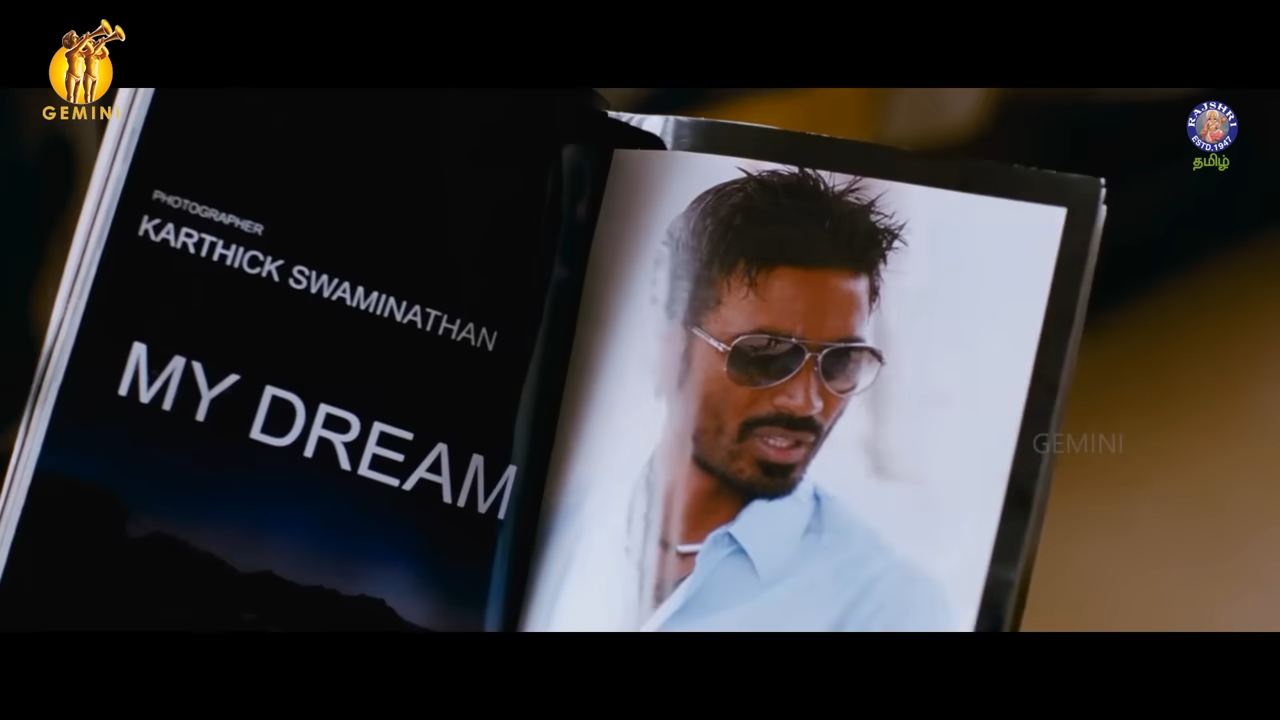 GEMINI
RAJSHRI
ESTD.1947
தமிழ்
PHOTOGRAPHER
KARTHICK SWAMINATHAN
MY DREAM
GEMINI